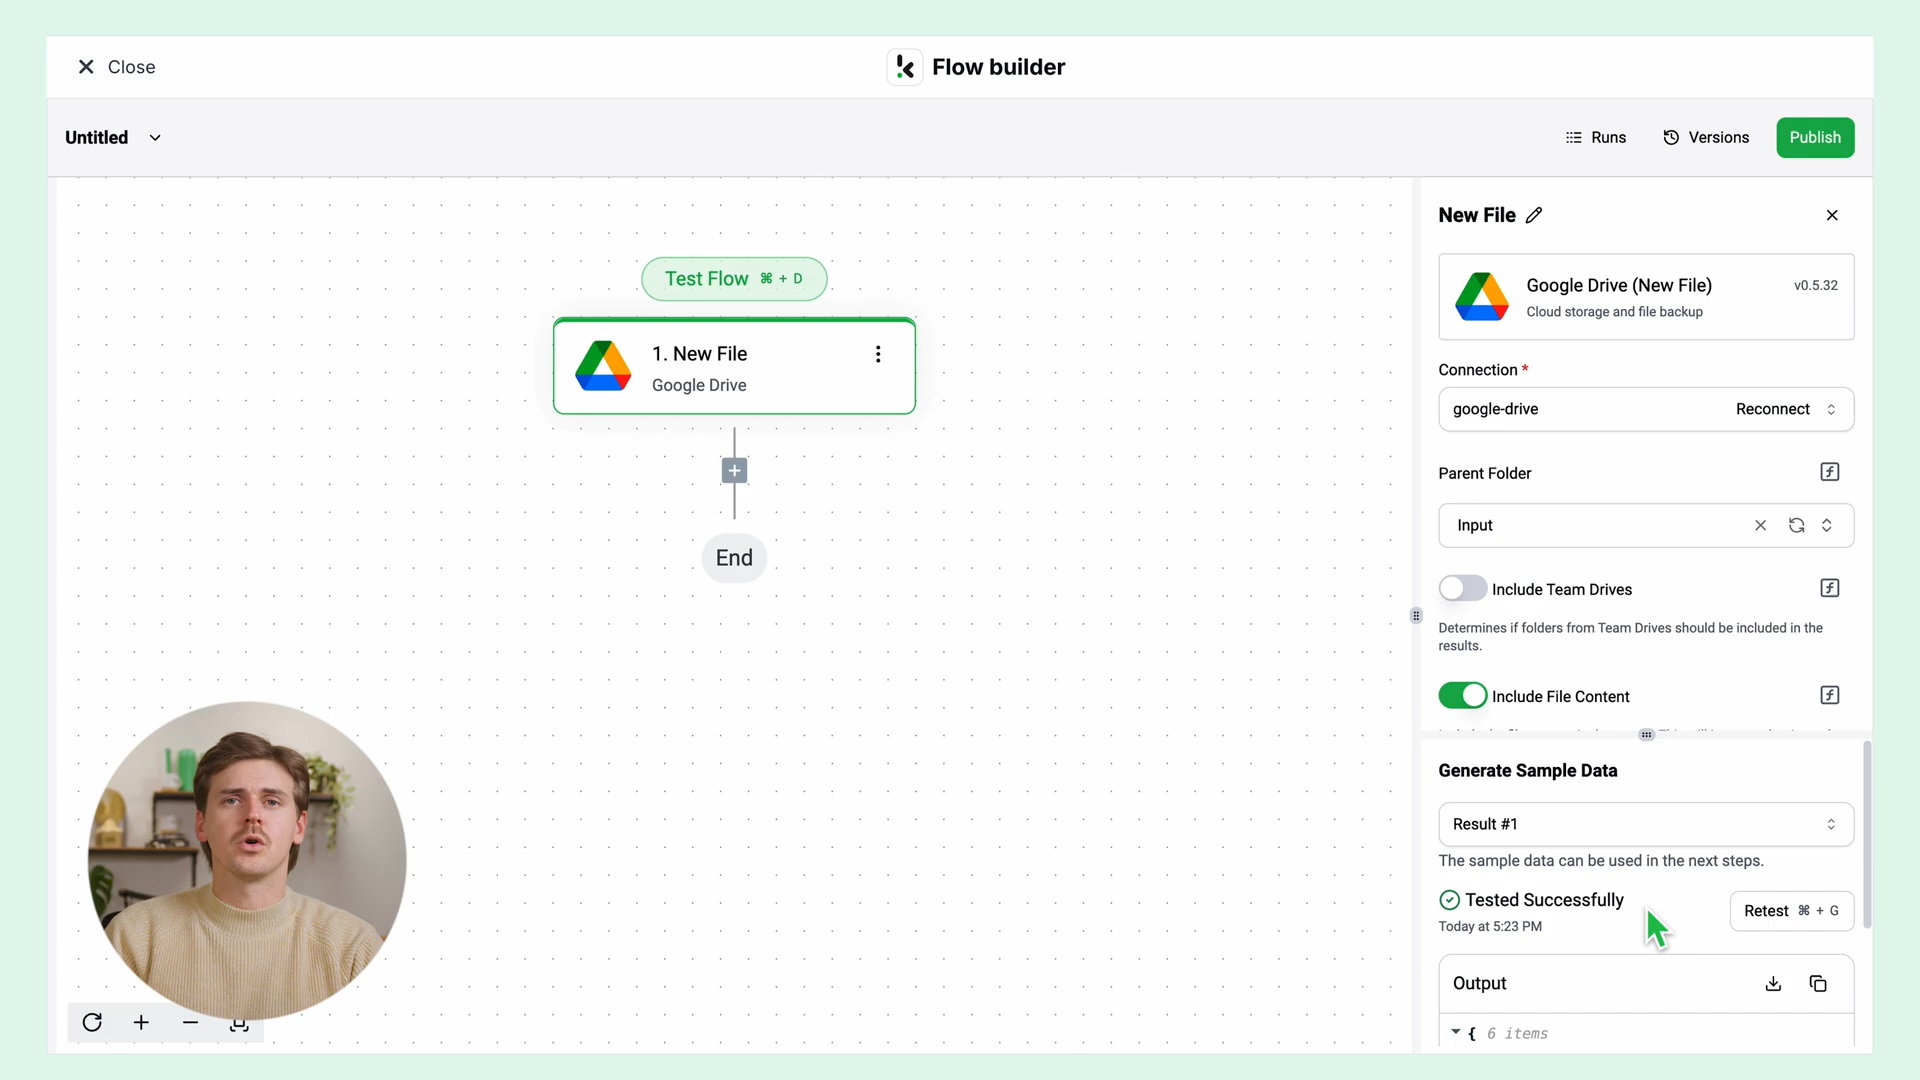 Close
Flow builder
Untitled
Runs
Versions
Publish
Test Flow ⌘ + D
1. New File
Google Drive
End
New File
Google Drive (New File)
v0.5.32
Cloud storage and file backup
Connection *
google-drive
Reconnect
Parent Folder
Input
Include Team Drives
Determines if folders from Team Drives should be included in the
results.
Include File Content
Generate Sample Data
Result #1
The sample data can be used in the next steps.
Tested Successfully
Today at 5:23 PM
Retest ⌘ + G
Output
{ 6 items